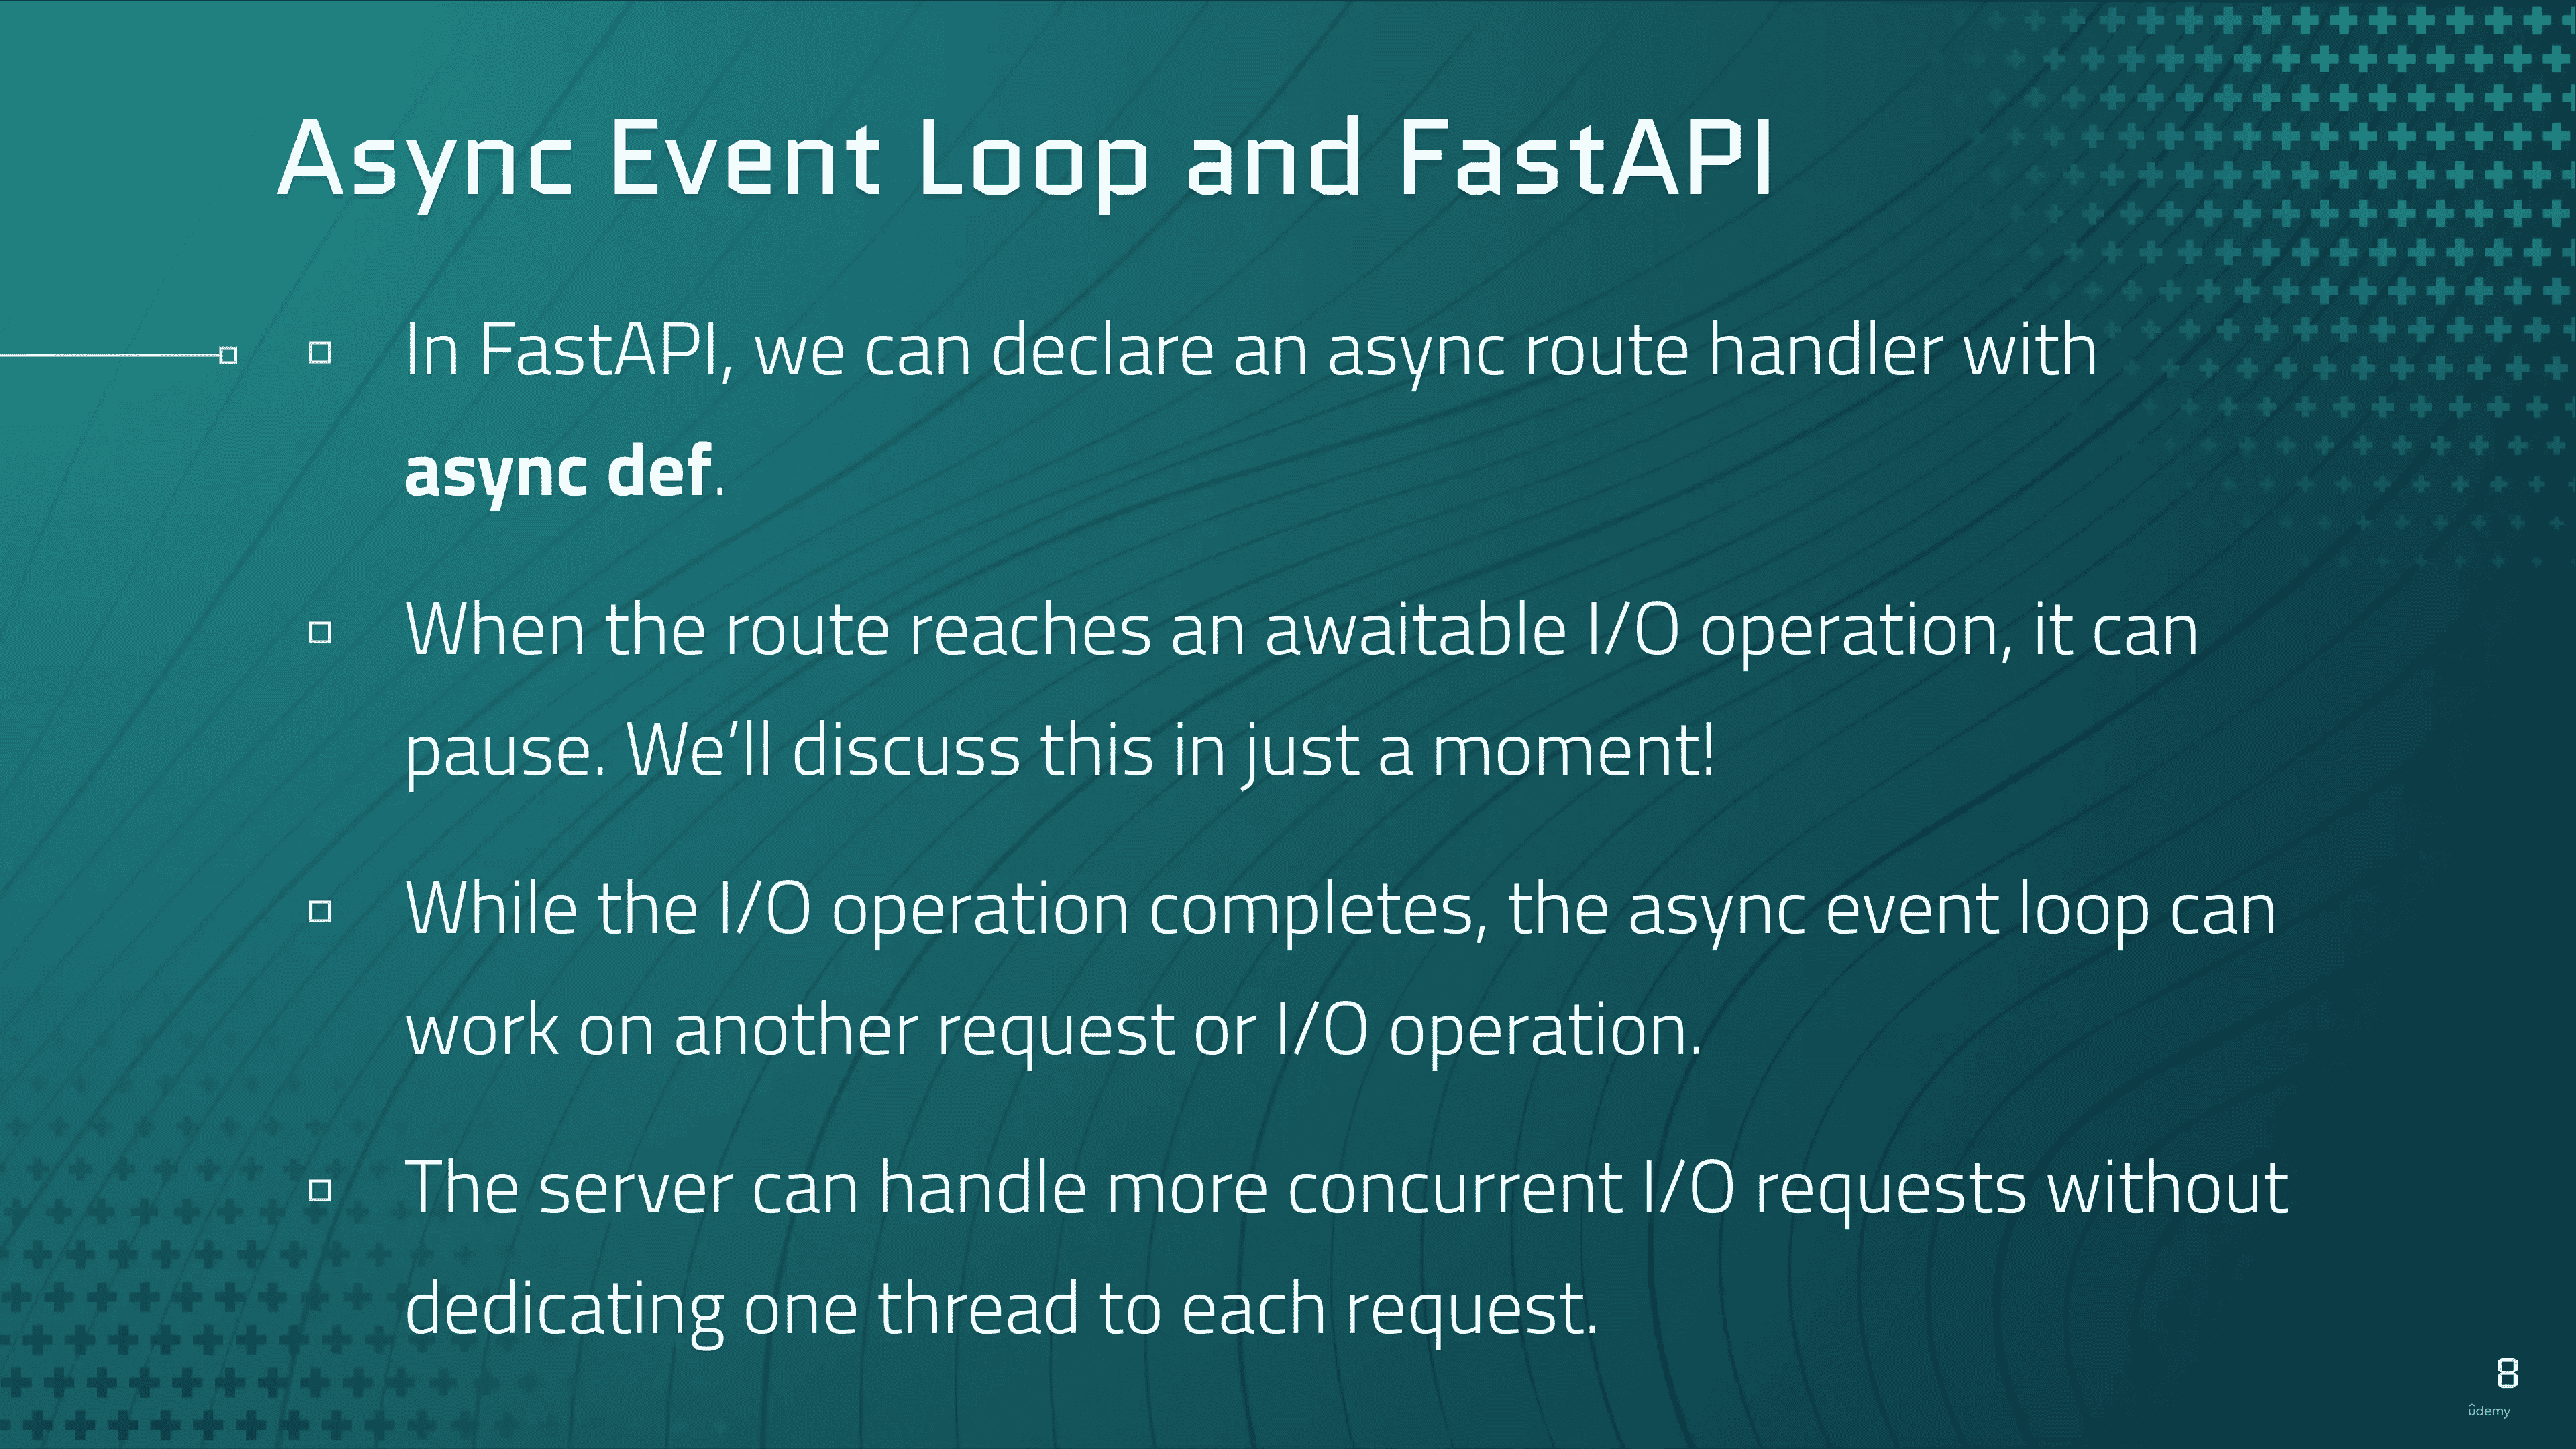 Async Event Loop and FastAPI
In FastAPI, we can declare an async route handler with
async def.
When the route reaches an awaitable I/O operation, it can
pause. We’ll discuss this in just a moment!
While the I/O operation completes, the async event loop can
work on another request or I/O operation.
The server can handle more concurrent I/O requests without
dedicating one thread to each request.
8
ûdemy